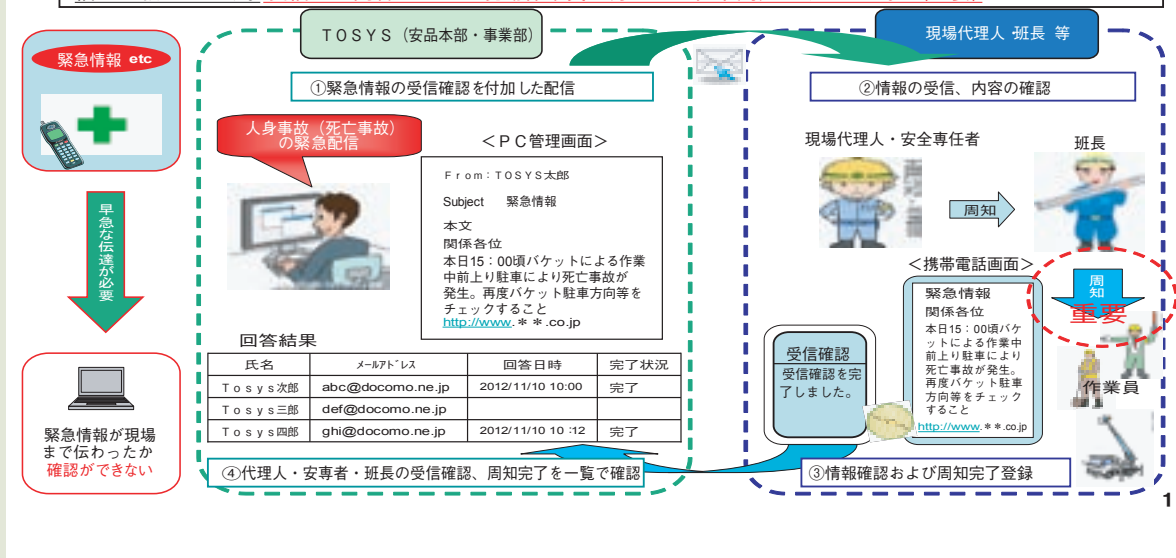 緊急情報 etc
早急な伝達が必要
緊急情報が現場
まで伝わったか
確認ができない
TOSYS（安品本部・事業部）
①緊急情報の受信確認を付加した配信
人身事故（死亡事故）
の緊急配信
＜ＰＣ管理画面＞
Ｆｒｏｍ：TOSYS太郎
Subject　緊急情報
本文
関係各位
本日15：00頃バケットによる作業
中前上り駐車により死亡事故が
発生。再度バケット駐車方向等を
チェックすること
http://www.＊＊.co.jp
回答結果
氏名　ﾒｰﾙｱﾄﾞﾚｽ　回答日時　完了状況
Ｔｏｓｙｓ次郎　abc@docomo.ne.jp　2012/11/10 10:00　完了
Ｔｏｓｙｓ三郎　def@docomo.ne.jp
Ｔｏｓｙｓ四郎　ghi@docomo.ne.jp　2012/11/10 10:12　完了
④代理人・安専者・班長の受信確認、周知完了を一覧で確認
現場代理人 班長 等
②情報の受信、内容の確認
現場代理人・安全専任者
班長
周知
＜携帯電話画面＞
緊急情報
関係各位
本日15：00頃バケ
ットによる作業中
前上り駐車により
死亡事故が発生。
再度バケット駐車
方向等をチェック
すること
http://www.＊＊.co.jp
周知
重要
作業員
受信確認
受信確認を完
了しました。
③情報確認および周知完了登録
1